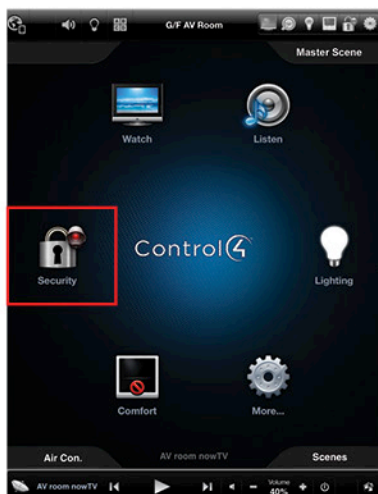 G/F AV Room
Master Scene
Watch
Listen
Security
Control4
Lighting
Comfort
More...
Air Con.
AV room nowTV
Scenes
AV room nowTV
Volume
40%